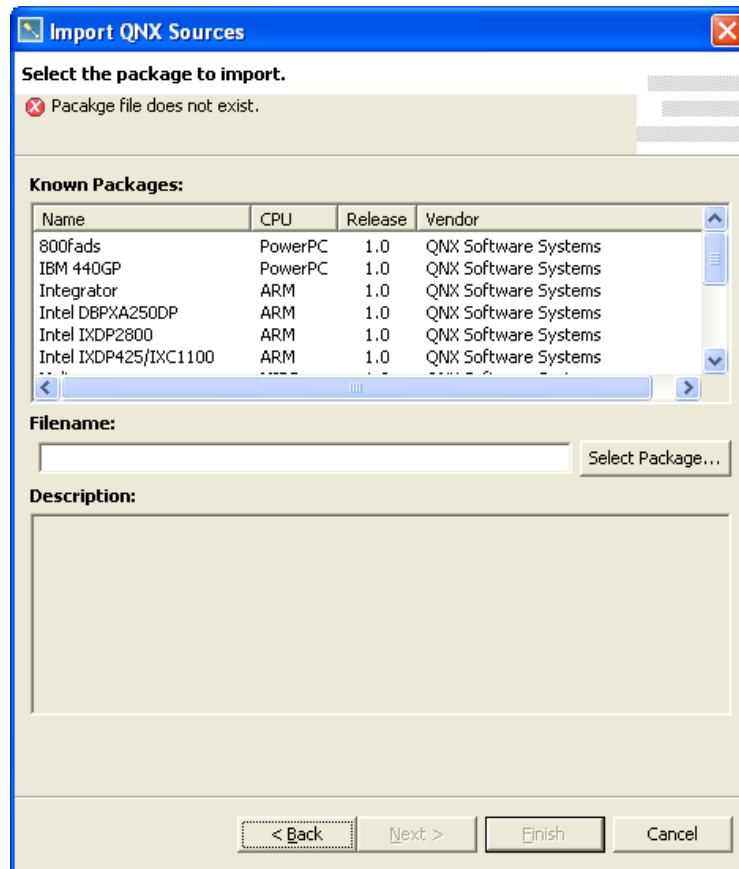 Import QNX Sources
Select the package to import.
Pacakge file does not exist.
Known Packages:
Name CPU Release Vendor
800fads PowerPC 1.0 QNX Software Systems
IBM 440GP PowerPC 1.0 QNX Software Systems
Integrator ARM 1.0 QNX Software Systems
Intel DBPXA250DP ARM 1.0 QNX Software Systems
Intel IXDP2800 ARM 1.0 QNX Software Systems
Intel IXDP425/IXC1100 ARM 1.0 QNX Software Systems
Filename:
Select Package...
Description:
< Back Next > Finish Cancel